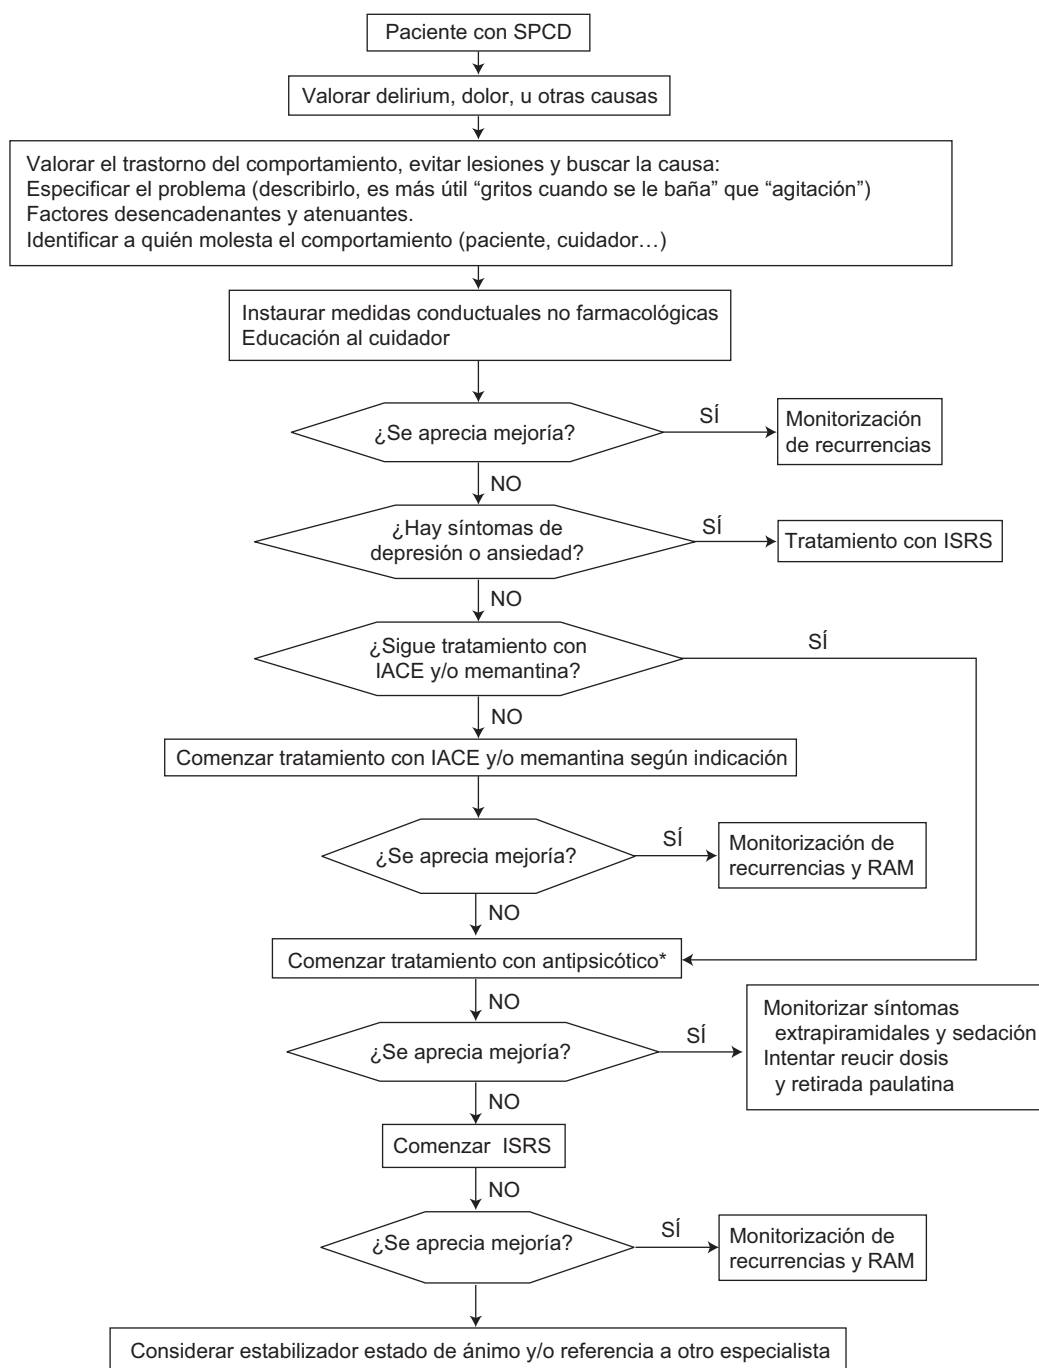 Paciente con SPCD
Valorar delirium, dolor, u otras causas
Valorar el trastorno del comportamiento, evitar lesiones y buscar la causa:
Especificar el problema (describirlo, es más útil “gritos cuando se le baña” que “agitación”)
Factores desencadenantes y atenuantes.
Identificar a quién molesta el comportamiento (paciente, cuidador…)
Instaurar medidas conductuales no farmacológicas
Educación al cuidador
¿Se aprecia mejoría?
SÍ
Monitorización
de recurrencias
NO
¿Hay síntomas de
depresión o ansiedad?
SÍ
Tratamiento con ISRS
NO
¿Sigue tratamiento con
IACE y/o memantina?
SÍ
NO
Comenzar tratamiento con IACE y/o memantina según indicación
¿Se aprecia mejoría?
SÍ
Monitorización de
recurrencias y RAM
NO
Comenzar tratamiento con antipsicótico*
NO
¿Se aprecia mejoría?
SÍ
Monitorizar síntomas
extrapiramidales y sedación
Intentar reucir dosis
y retirada paulatina
NO
Comenzar ISRS
NO
¿Se aprecia mejoría?
SÍ
Monitorización de
recurrencias y RAM
Considerar estabilizador estado de ánimo y/o referencia a otro especialista